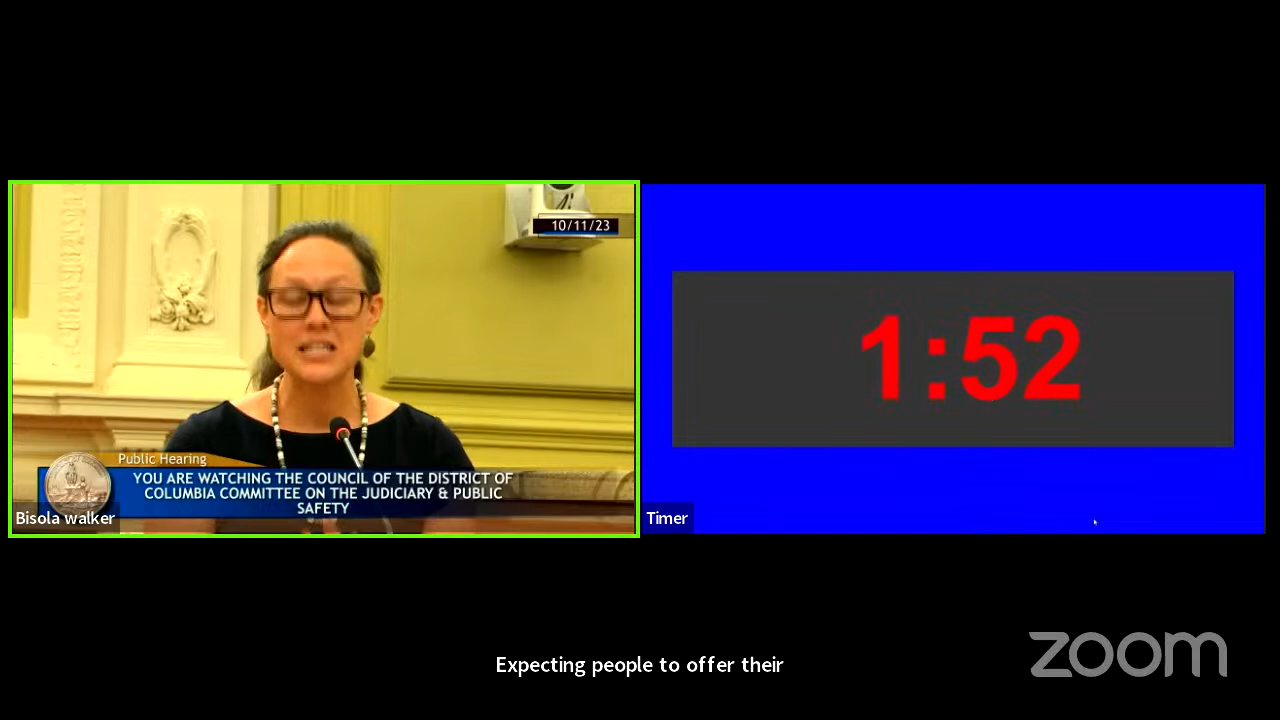 10/11/23
Public Hearing
YOU ARE WATCHING THE COUNCIL OF THE DISTRICT OF
COLUMBIA COMMITTEE ON THE JUDICIARY & PUBLIC
SAFETY
Bisola walker
1:52
Timer
Expecting people to offer their
zoom